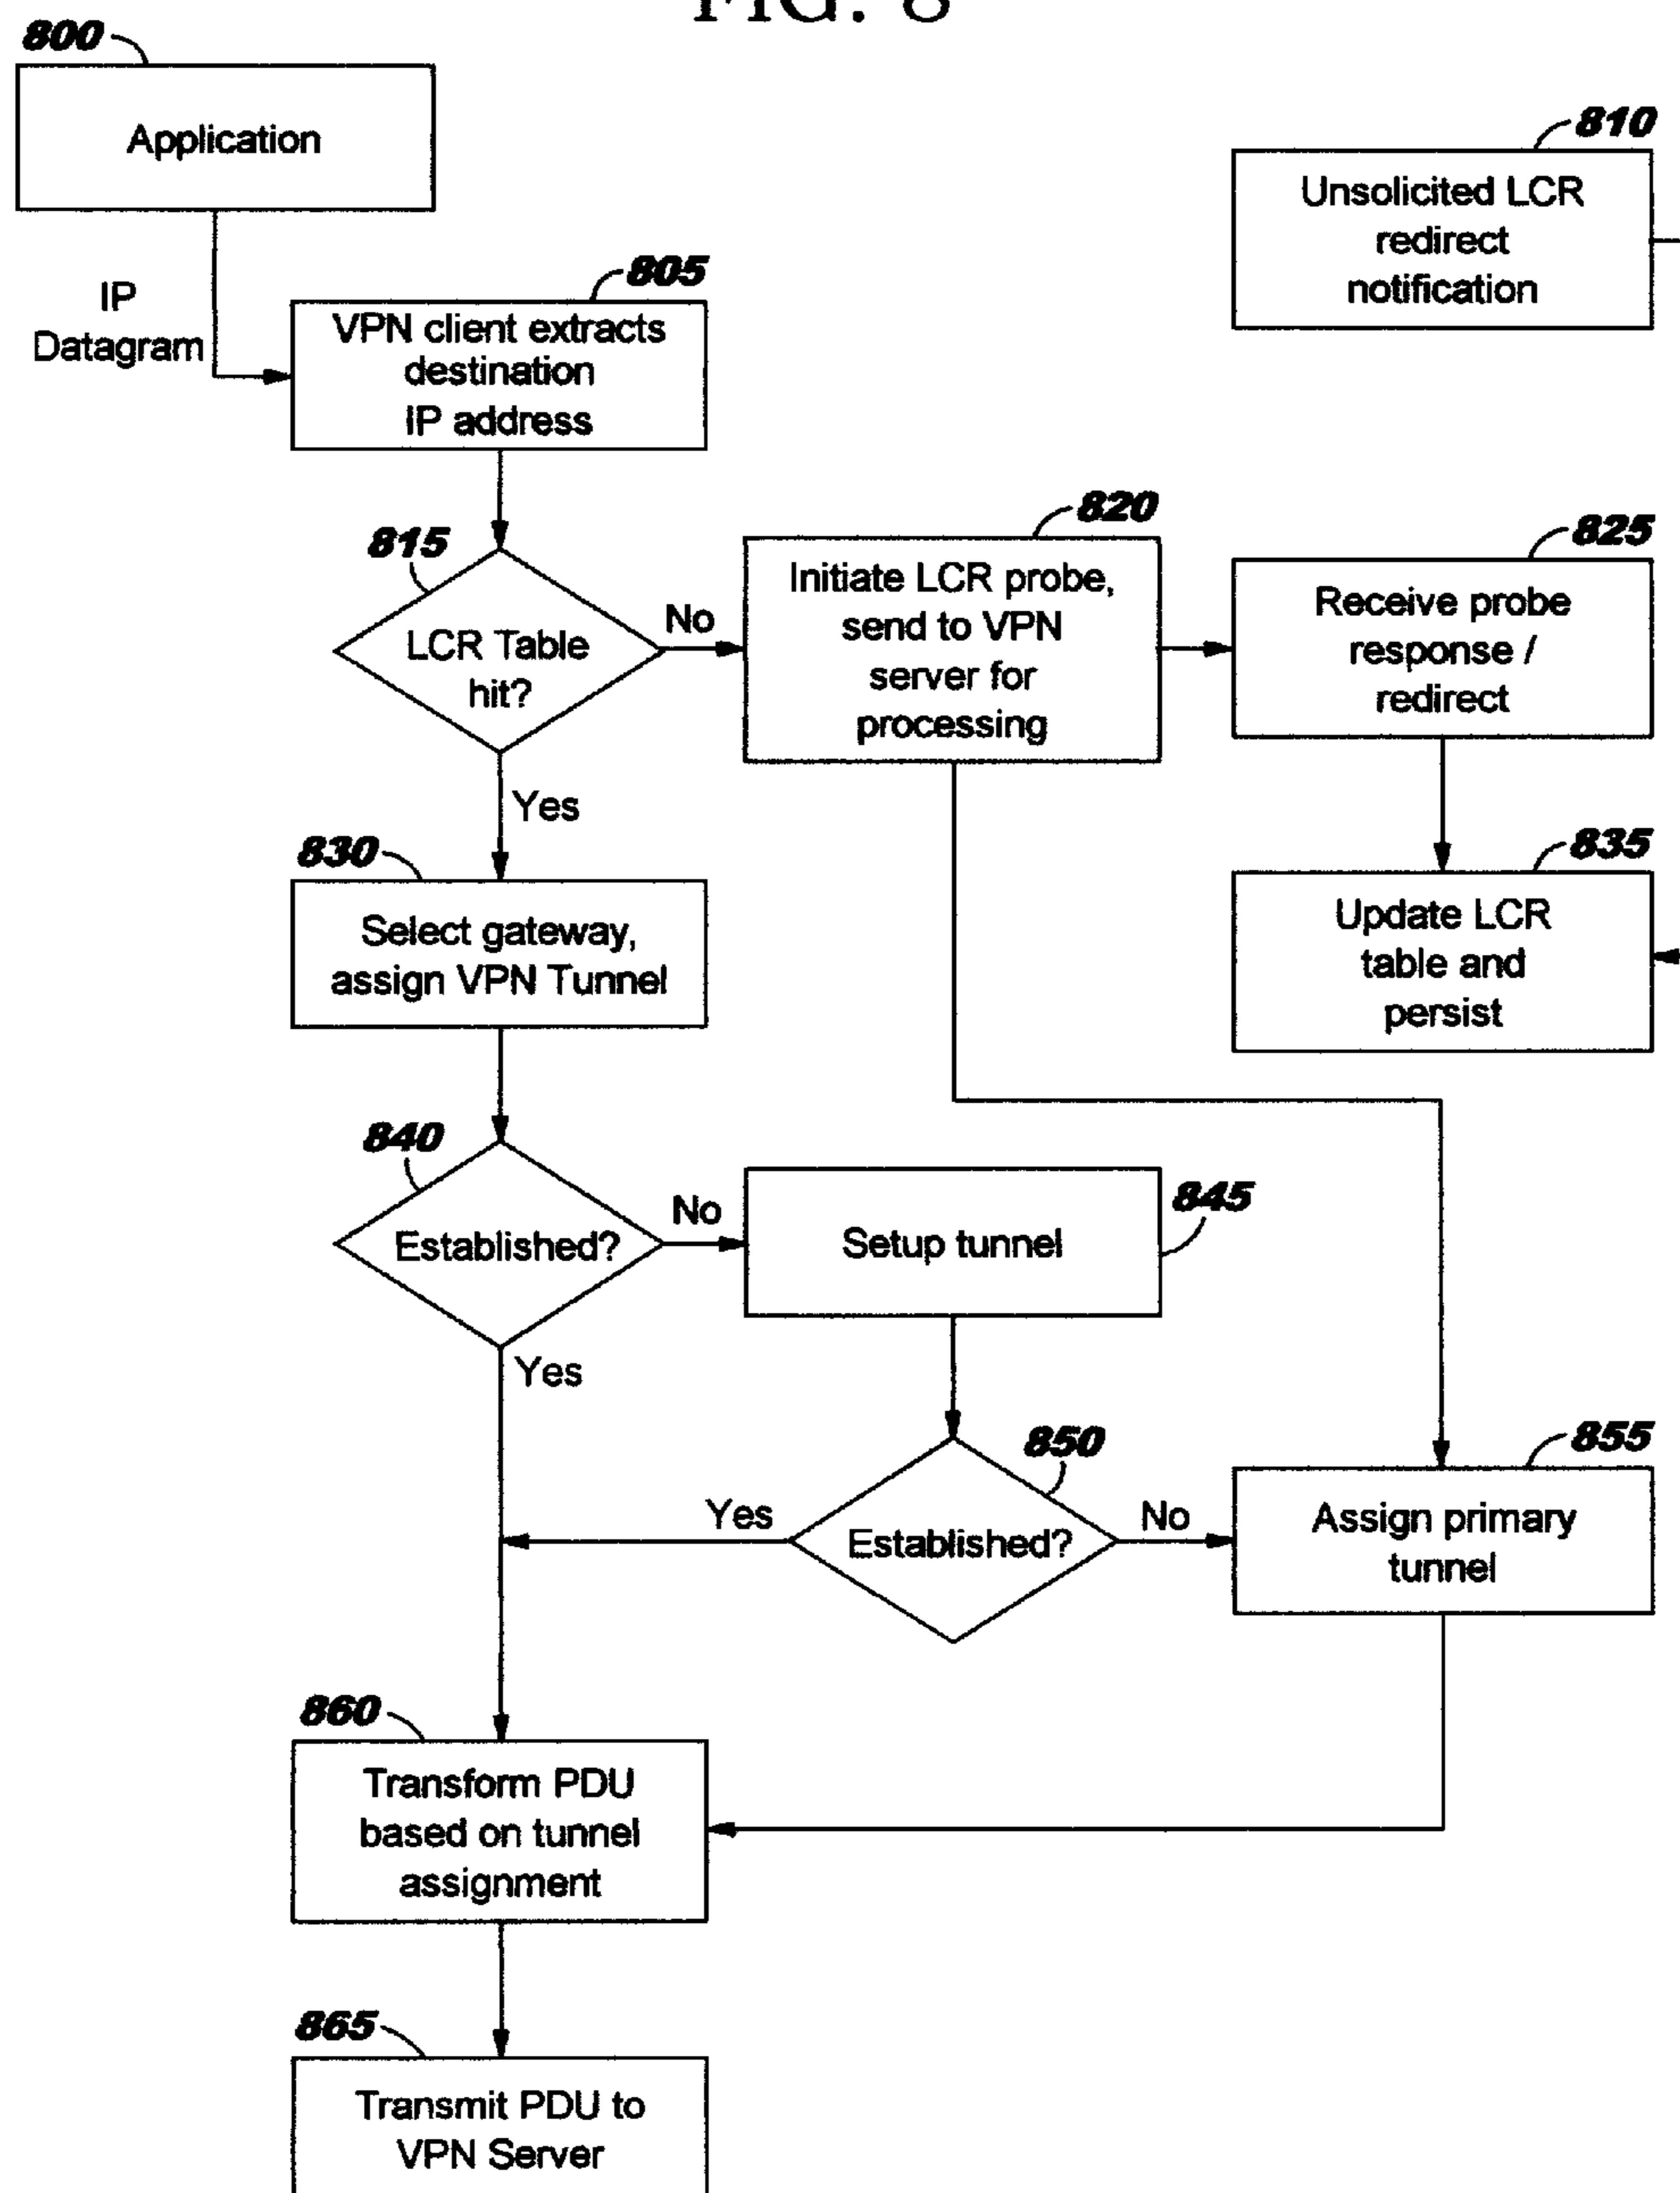 FIG. 8
800
Application
810
Unsolicited LCR
redirect
notification
IP
Datagram
805
VPN client extracts
destination
IP address
815
LCR Table
hit?
No
Yes
820
Initiate LCR probe,
send to VPN
server for
processing
825
Receive probe
response /
redirect
830
Select gateway,
assign VPN Tunnel
835
Update LCR
table and
persist
840
Established?
No
Yes
845
Setup tunnel
850
Established?
Yes
No
855
Assign primary
tunnel
860
Transform PDU
based on tunnel
assignment
865
Transmit PDU to
VPN Server